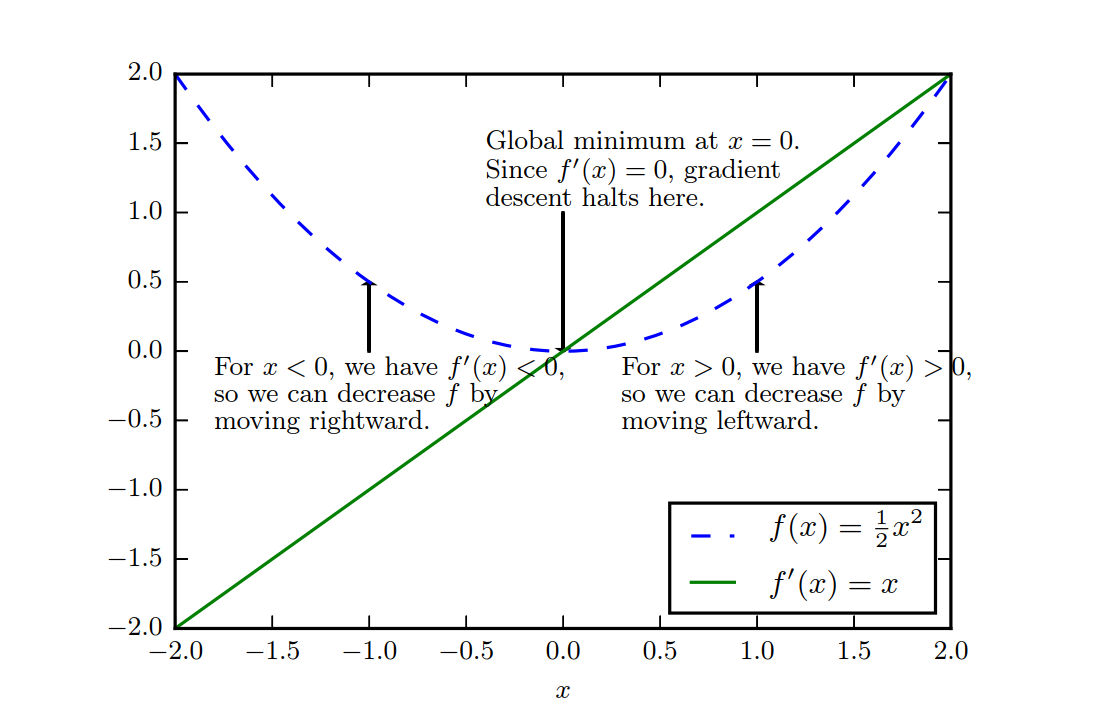 2.0
1.5
1.0
0.5
0.0
−0.5
−1.0
−1.5
−2.0
Global minimum at x = 0.
Since f′(x) = 0, gradient
descent halts here.
For x < 0, we have f′(x) < 0,
so we can decrease f by
moving rightward.
For x > 0, we have f′(x) > 0,
so we can decrease f by
moving leftward.
f(x) = ½x²
f′(x) = x
−2.0 −1.5 −1.0 −0.5 0.0 0.5 1.0 1.5 2.0
x